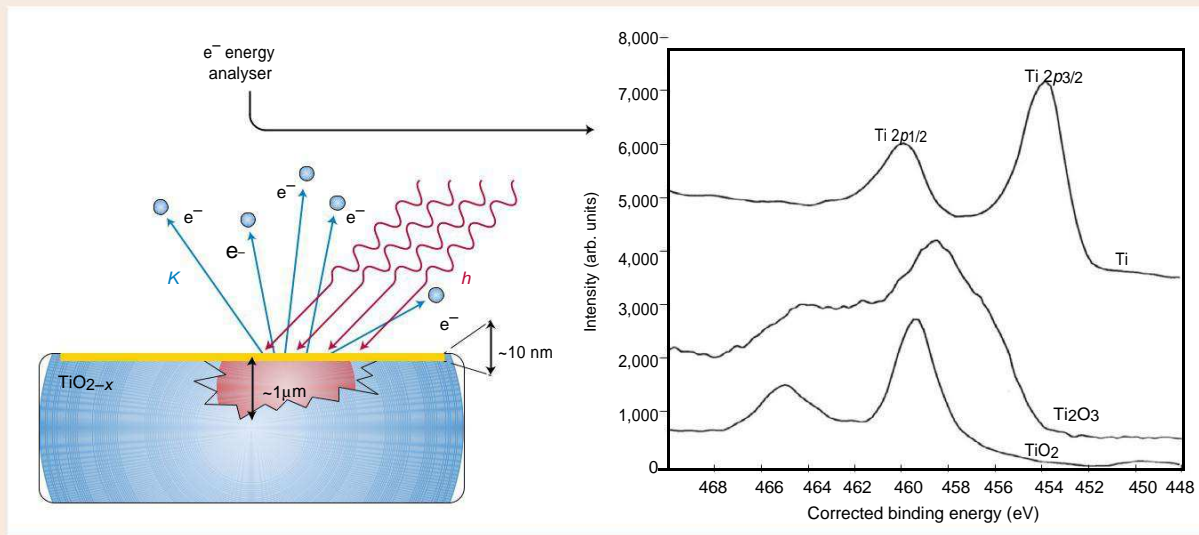 e– energy
analyser
e–
e–
e–
e–
e–
K
h
~10 nm
TiO2–x
~1μm
8,000
7,000
6,000
5,000
4,000
3,000
2,000
1,000
0
Intensity (arb. units)
Ti 2p3/2
Ti 2p1/2
Ti
Ti2O3
TiO2
468 466 464 462 460 458 456 454 452 450 448
Corrected binding energy (eV)